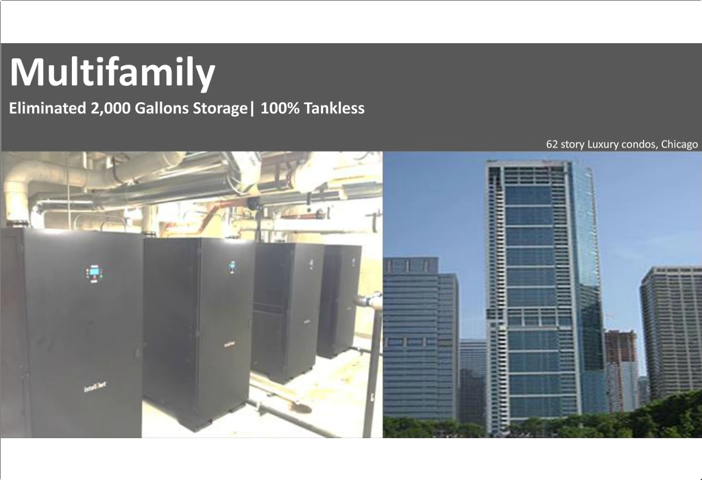 Multifamily
Eliminated 2,000 Gallons Storage| 100% Tankless
62 story Luxury condos, Chicago